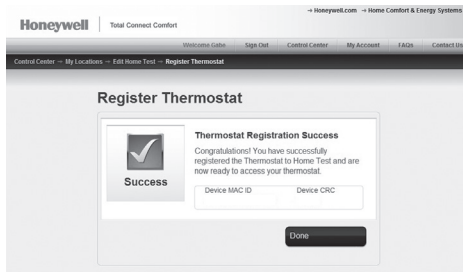 → Honeywell.com → Home Comfort & Energy Systems
Honeywell Total Connect Comfort
Welcome Gabe Sign Out Control Center My Account FAQs Contact Us
Control Center → My Locations → Edit Home Test → Register Thermostat
Register Thermostat
Thermostat Registration Success
Congratulations! You have successfully
registered the Thermostat to Home Test and are
now ready to access your thermostat.
Success
Device MAC ID Device CRC
Done